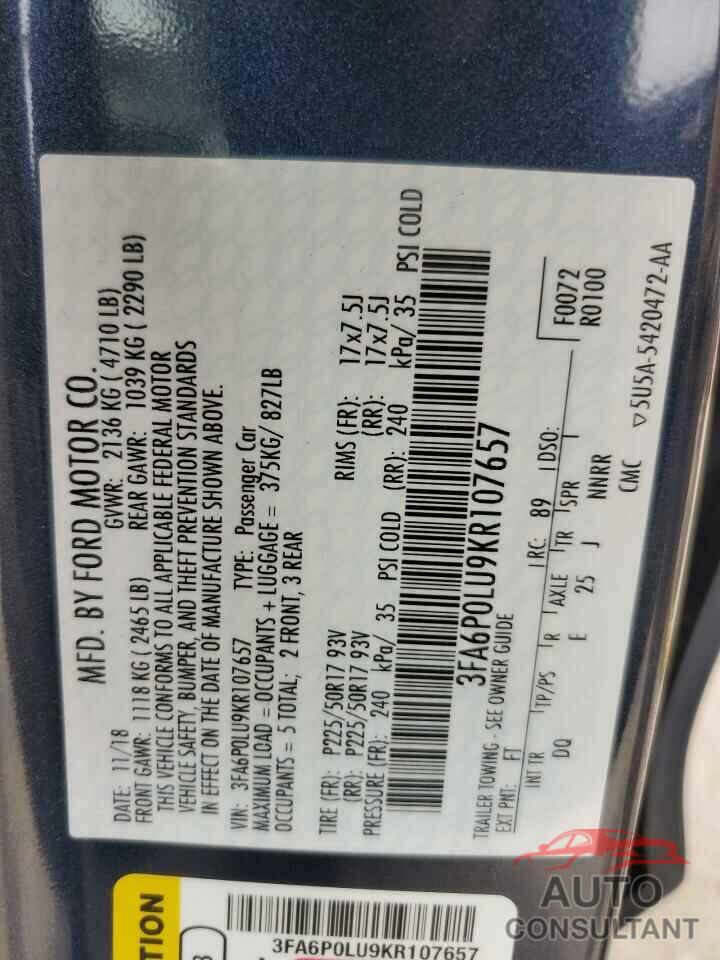 MFD. BY FORD MOTOR CO.
DATE: 11/18 GVWR: 2136 KG ( 4710 LB)
FRONT GAWR: 1118 KG ( 2465 LB) REAR GAWR: 1039 KG ( 2290 LB)
THIS VEHICLE CONFORMS TO ALL APPLICABLE FEDERAL MOTOR
VEHICLE SAFETY, BUMPER, AND THEFT PREVENTION STANDARDS
IN EFFECT ON THE DATE OF MANUFACTURE SHOWN ABOVE.
VIN: 3FA6P0LU9KR107657 TYPE: Passenger Car
MAXIMUM LOAD = OCCUPANTS + LUGGAGE = 375KG/ 827LB
OCCUPANTS = 5 TOTAL; 2 FRONT, 3 REAR
TIRE (FR): P225/50R17 93V RIMS (FR): 17x7.5J
(RR): P225/50R17 93V (RR): 17x7.5J
PRESSURE (FR): 240 kPa/ 35 PSI COLD (RR): 240 kPa/ 35 PSI COLD
3FA6P0LU9KR107657
TRAILER TOWING - SEE OWNER GUIDE
EXT PNT: FT RC: 89 DSO: F0072
R0100
INT TR TP/PS R AXLE TR SPR
DQ E 25 J NNRR
CMC ▽5U5A-5420472-AA
3FA6P0LU9KR107657
AUTO
CONSULTANT